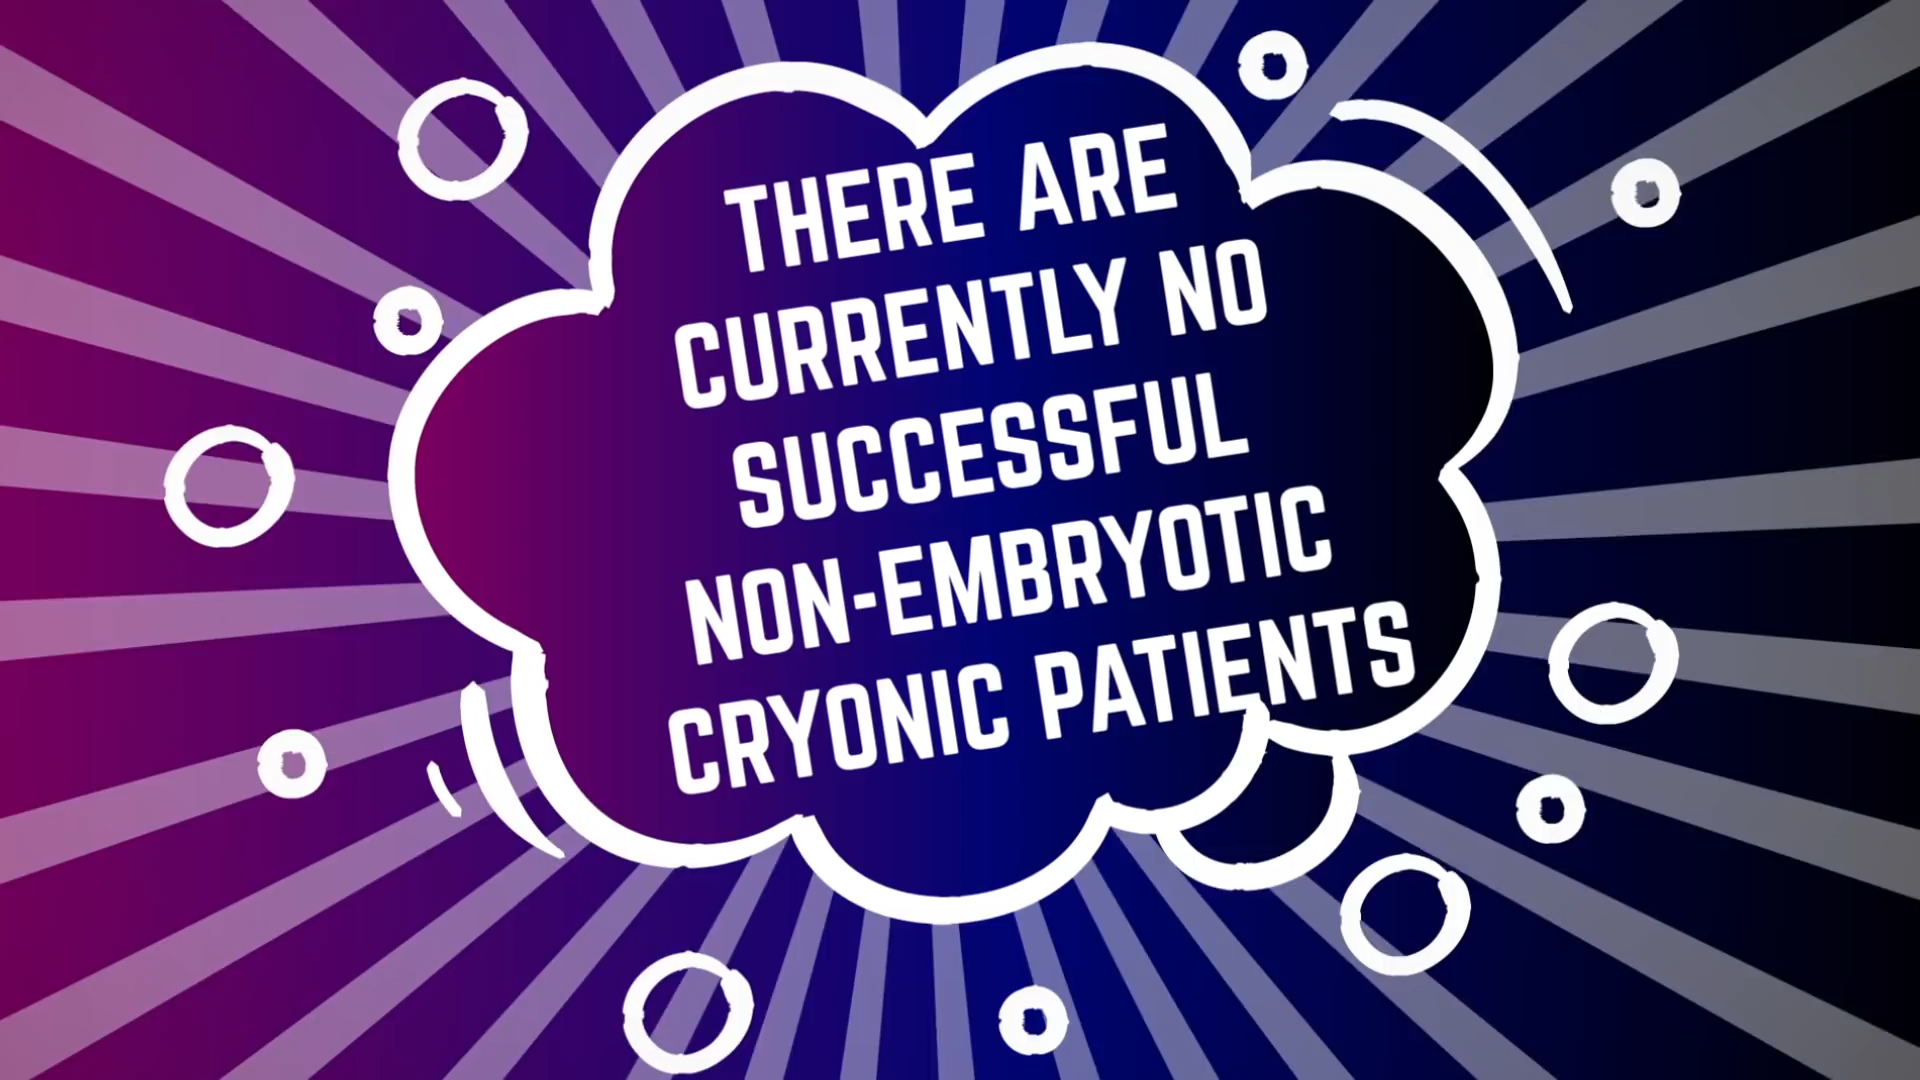 THERE ARE
CURRENTLY NO
SUCCESSFUL
NON-EMBRYOTIC
CRYONIC PATIENTS